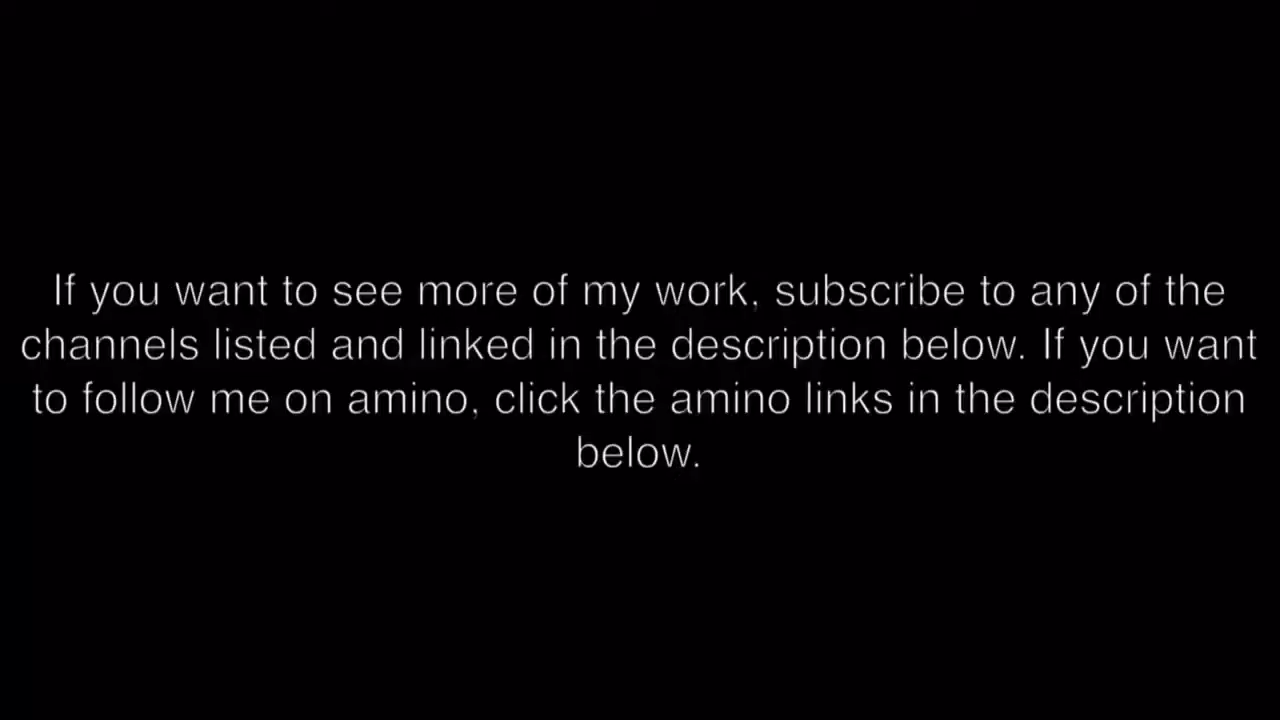 If you want to see more of my work, subscribe to any of the
channels listed and linked in the description below. If you want
to follow me on amino, click the amino links in the description
below.